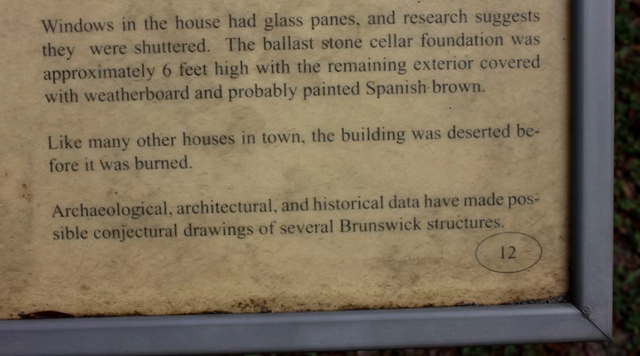 Windows in the house had glass panes, and research suggests
they were shuttered. The ballast stone cellar foundation was
approximately 6 feet high with the remaining exterior covered
with weatherboard and probably painted Spanish brown.
Like many other houses in town, the building was deserted be-
fore it was burned.
Archaeological, architectural, and historical data have made pos-
sible conjectural drawings of several Brunswick structures.
12